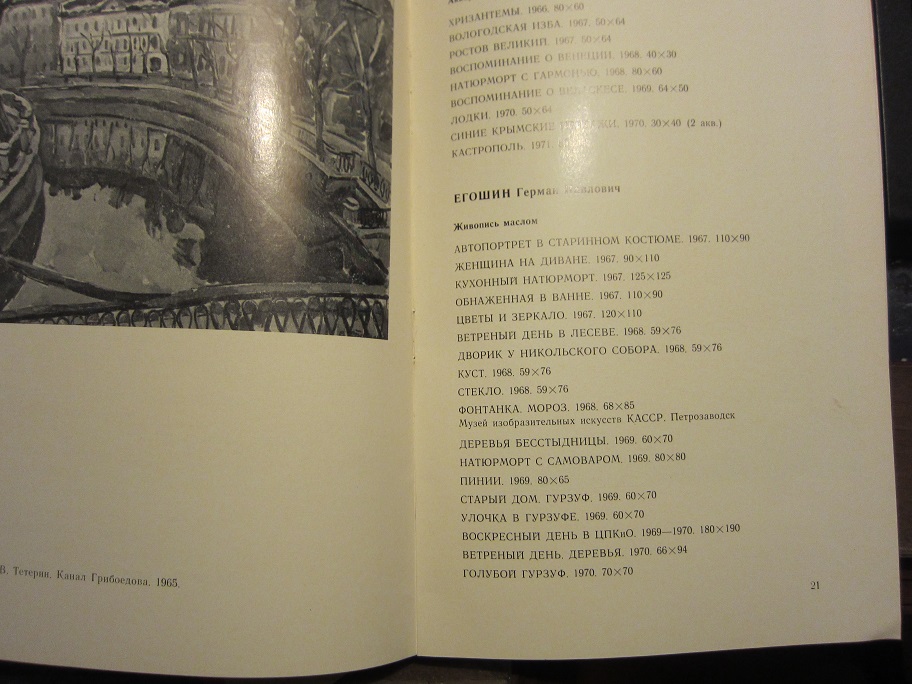 В. Тетерин. Канал Грибоедова. 1965.
ХРИЗАНТЕМЫ. 1966. 80×60
ВОЛОГОДСКАЯ ИЗБА. 1967. 50×64
РОСТОВ ВЕЛИКИЙ. 1967. 50×64
ВОСПОМИНАНИЕ О ВЕНЕЦИИ. 1968. 40×30
НАТЮРМОРТ С ГАРМОНЬЮ. 1968. 80×60
ВОСПОМИНАНИЕ О ВЕЛАСКЕСЕ. 1969. 64×50
ЛОДКИ. 1970. 50×64
СИНИЕ КРЫМСКИЕ 1970. 30×40 (2 акв.)
КАСТРОПОЛЬ. 1971.
ЕГОШИН Герман Павлович
Живопись маслом
АВТОПОРТРЕТ В СТАРИННОМ КОСТЮМЕ. 1967. 110×90
ЖЕНЩИНА НА ДИВАНЕ. 1967. 90×110
КУХОННЫЙ НАТЮРМОРТ. 1967. 125×125
ОБНАЖЕННАЯ В ВАННЕ. 1967. 110×90
ЦВЕТЫ И ЗЕРКАЛО. 1967. 120×110
ВЕТРЕНЫЙ ДЕНЬ В ЛЕСЕВЕ. 1968. 59×76
ДВОРИК У НИКОЛЬСКОГО СОБОРА. 1968. 59×76
КУСТ. 1968. 59×76
СТЕКЛО. 1968. 59×76
ФОНТАНКА. МОРОЗ. 1968. 68×85
Музей изобразительных искусств КАССР. Петрозаводск
ДЕРЕВЬЯ БЕССТЫДНИЦЫ. 1969. 60×70
НАТЮРМОРТ С САМОВАРОМ. 1969. 80×80
ПИНИИ. 1969. 80×65
СТАРЫЙ ДОМ. ГУРЗУФ. 1969. 60×70
УЛОЧКА В ГУРЗУФЕ. 1969. 60×70
ВОСКРЕСНЫЙ ДЕНЬ В ЦПКиО. 1969—1970. 180×190
ВЕТРЕНЫЙ ДЕНЬ. ДЕРЕВЬЯ. 1970. 66×94
ГОЛУБОЙ ГУРЗУФ. 1970. 70×70
21